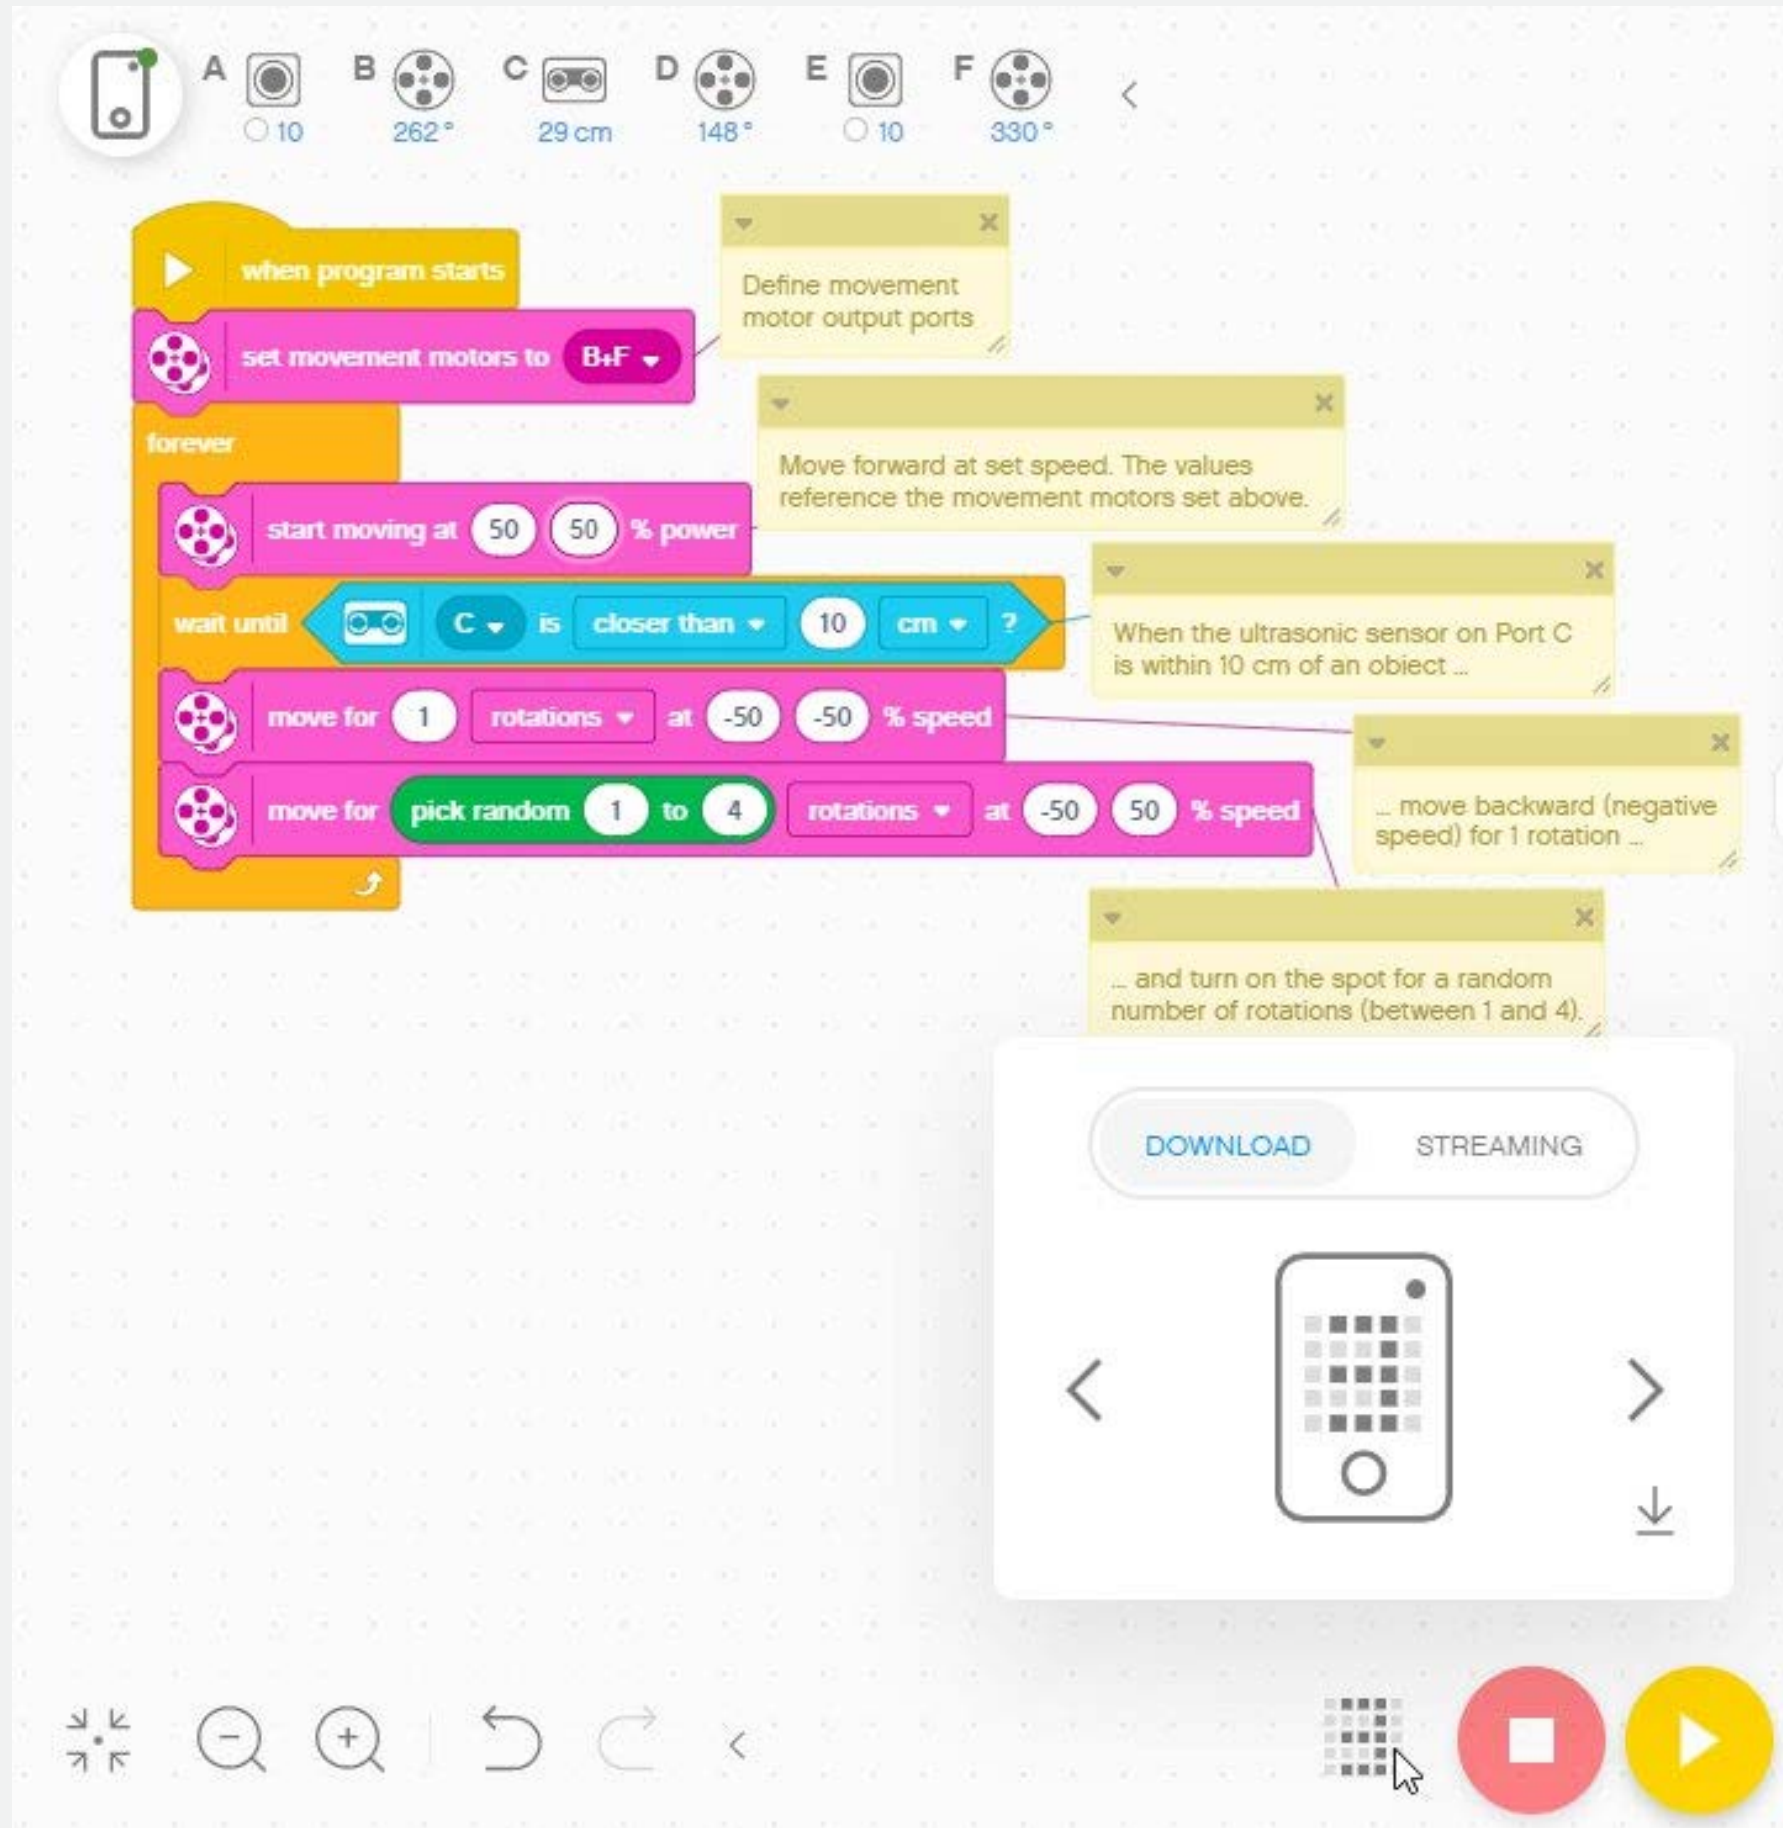 A B C D E F
10 262° 29 cm 148° 10 330°
when program starts
set movement motors to B+F
forever
start moving at 50 50 % power
wait until C is closer than 10 cm ?
move for 1 rotations at -50 -50 % speed
move for pick random 1 to 4 rotations at -50 50 % speed
Define movement
motor output ports
Move forward at set speed. The values
reference the movement motors set above.
When the ultrasonic sensor on Port C
is within 10 cm of an object ...
... move backward (negative
speed) for 1 rotation ...
... and turn on the spot for a random
number of rotations (between 1 and 4).
DOWNLOAD STREAMING
3
3